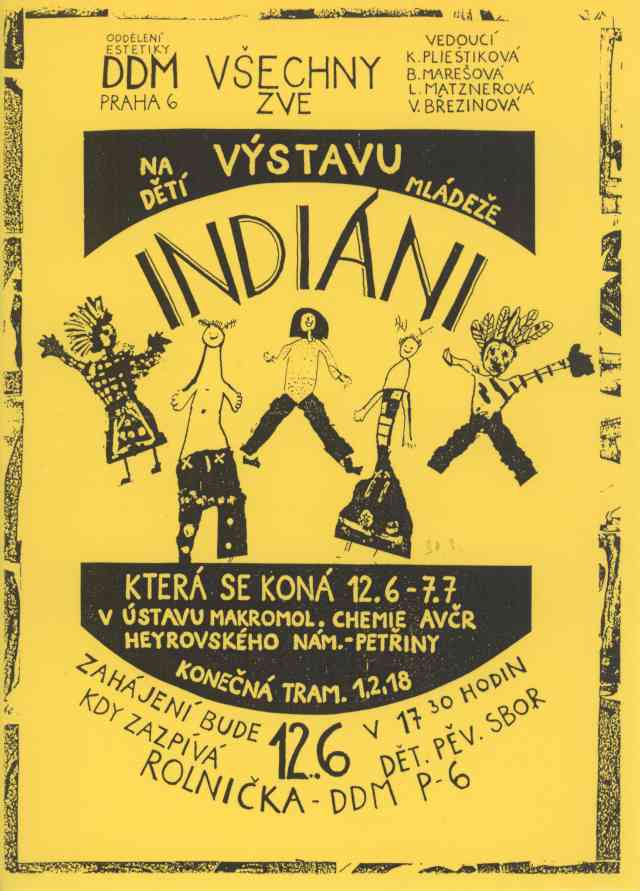 ODDĚLENÍ
ESTETIKY
DDM
PRAHA 6
VŠECHNY
ZVE
VEDOUCÍ
K. PLIEŠTIKOVÁ
B. MAREŠOVÁ
L. MATZNEROVÁ
V. BŘEZINOVÁ
NA VÝSTAVU
DĚTÍ MLÁDEŽE
INDIÁNI
KTERÁ SE KONÁ 12.6-7.7
V ÚSTAVU MAKROMOL. CHEMIE AVČR
HEYROVSKÉHO NÁM.-PETŘINY
KONEČNÁ TRAM. 1,2,18
ZAHÁJENÍ BUDE 12.6 V 17 30 HODIN
KDY ZAZPÍVÁ DĚT. PĚV. SBOR
ROLNIČKA - DDM P-6